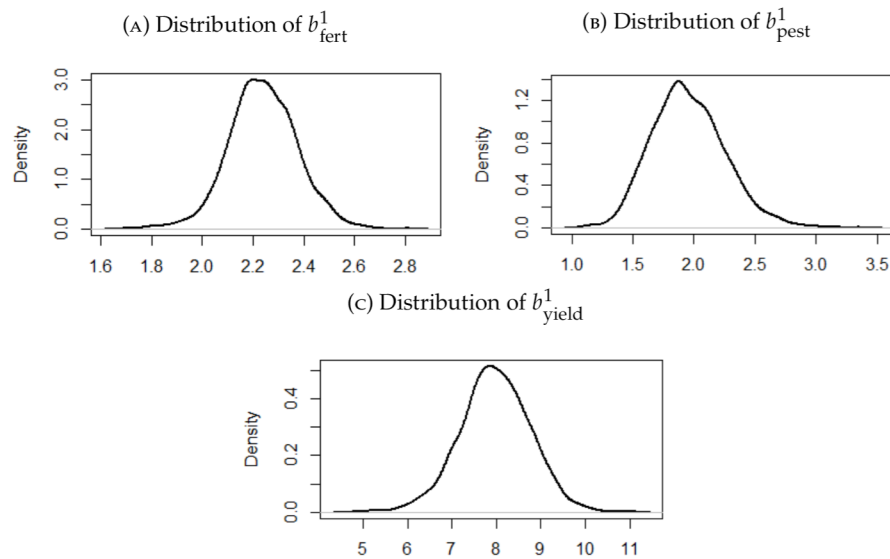 (A) Distribution of b¹_fert
(B) Distribution of b¹_pest
Density
0.0 1.0 2.0 3.0
1.6 1.8 2.0 2.2 2.4 2.6 2.8
Density
0.0 0.4 0.8 1.2
1.0 1.5 2.0 2.5 3.0 3.5
(C) Distribution of b¹_yield
Density
0.0 0.2 0.4
5 6 7 8 9 10 11